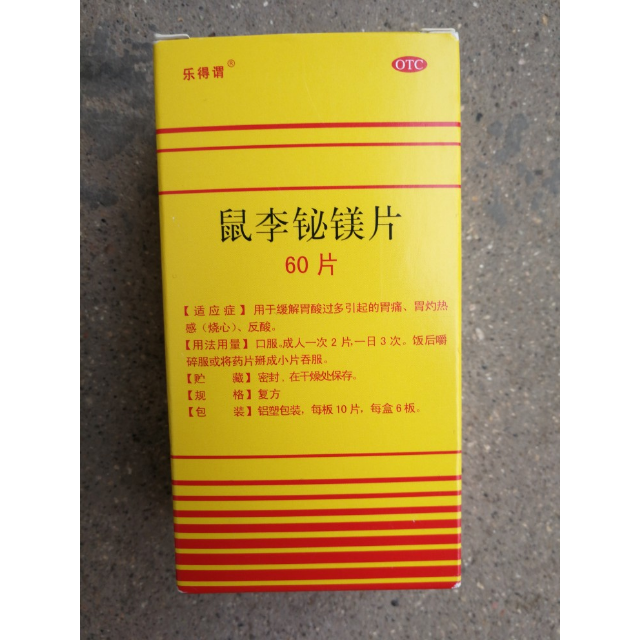 乐得谓®
OTC
鼠李铋镁片
60 片
【适应症】用于缓解胃酸过多引起的胃痛、胃灼热
感（烧心）、反酸。
【用法用量】口服。成人一次 2 片，一日 3 次。饭后嚼
碎服或将药片掰成小片吞服。
【贮 藏】密封，在干燥处保存。
【规 格】复方
【包 装】铝塑包装，每板 10 片，每盒 6 板。